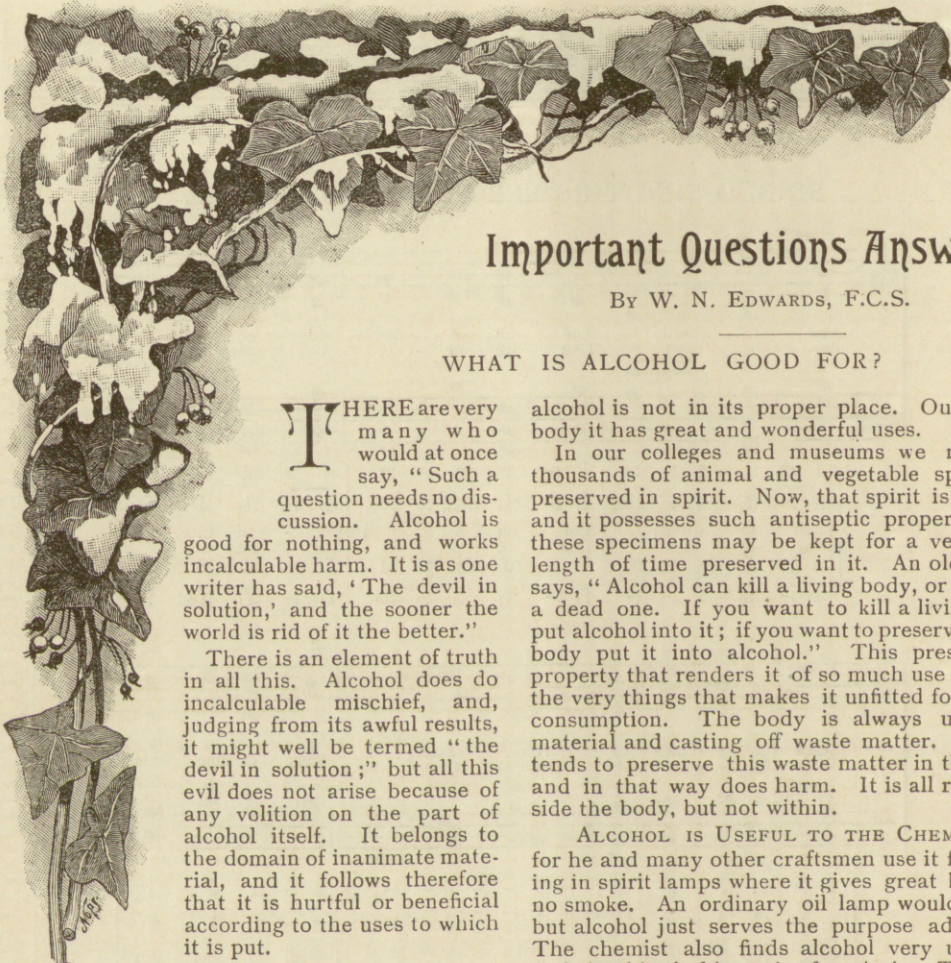 Important Questions Answ
BY W. N. EDWARDS, F.C.S.
WHAT IS ALCOHOL GOOD FOR?
THERE are very
many who
would at once
say, “ Such a
question needs no dis-
cussion. Alcohol is
good for nothing, and works
incalculable harm. It is as one
writer has said, ‘ The devil in
solution,’ and the sooner the
world is rid of it the better.”
There is an element of truth
in all this. Alcohol does do
incalculable mischief, and,
judging from its awful results,
it might well be termed “ the
devil in solution ;” but all this
evil does not arise because of
any volition on the part of
alcohol itself. It belongs to
the domain of inanimate mate-
rial, and it follows therefore
that it is hurtful or beneficial
according to the uses to which
it is put.
alcohol is not in its proper place. Ou
body it has great and wonderful uses.
In our colleges and museums we m
thousands of animal and vegetable sp
preserved in spirit. Now, that spirit is
and it possesses such antiseptic proper
these specimens may be kept for a ve
length of time preserved in it. An ol
says, “ Alcohol can kill a living body, or
a dead one. If you want to kill a livi
put alcohol into it ; if you want to preserv
body put it into alcohol.” This pres
property that renders it of so much use
the very things that makes it unfitted fo
consumption. The body is always u
material and casting off waste matter.
tends to preserve this waste matter in t
and in that way does harm. It is all r
side the body, but not within.
ALCOHOL IS USEFUL TO THE CHEM
for he and many other craftsmen use it f
ing in spirit lamps where it gives great
no smoke. An ordinary oil lamp would
but alcohol just serves the purpose ad
The chemist also finds alcohol very u